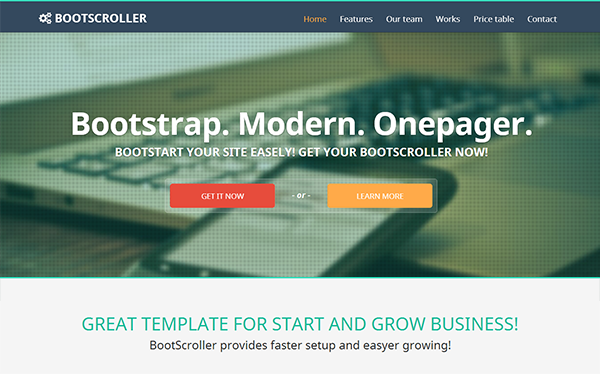 BOOTSCROLLER
Home Features Our team Works Price table Contact
Bootstrap. Modern. Onepager.
BOOTSTART YOUR SITE EASELY! GET YOUR BOOTSCROLLER NOW!
GET IT NOW - or - LEARN MORE
GREAT TEMPLATE FOR START AND GROW BUSINESS!
BootScroller provides faster setup and easyer growing!